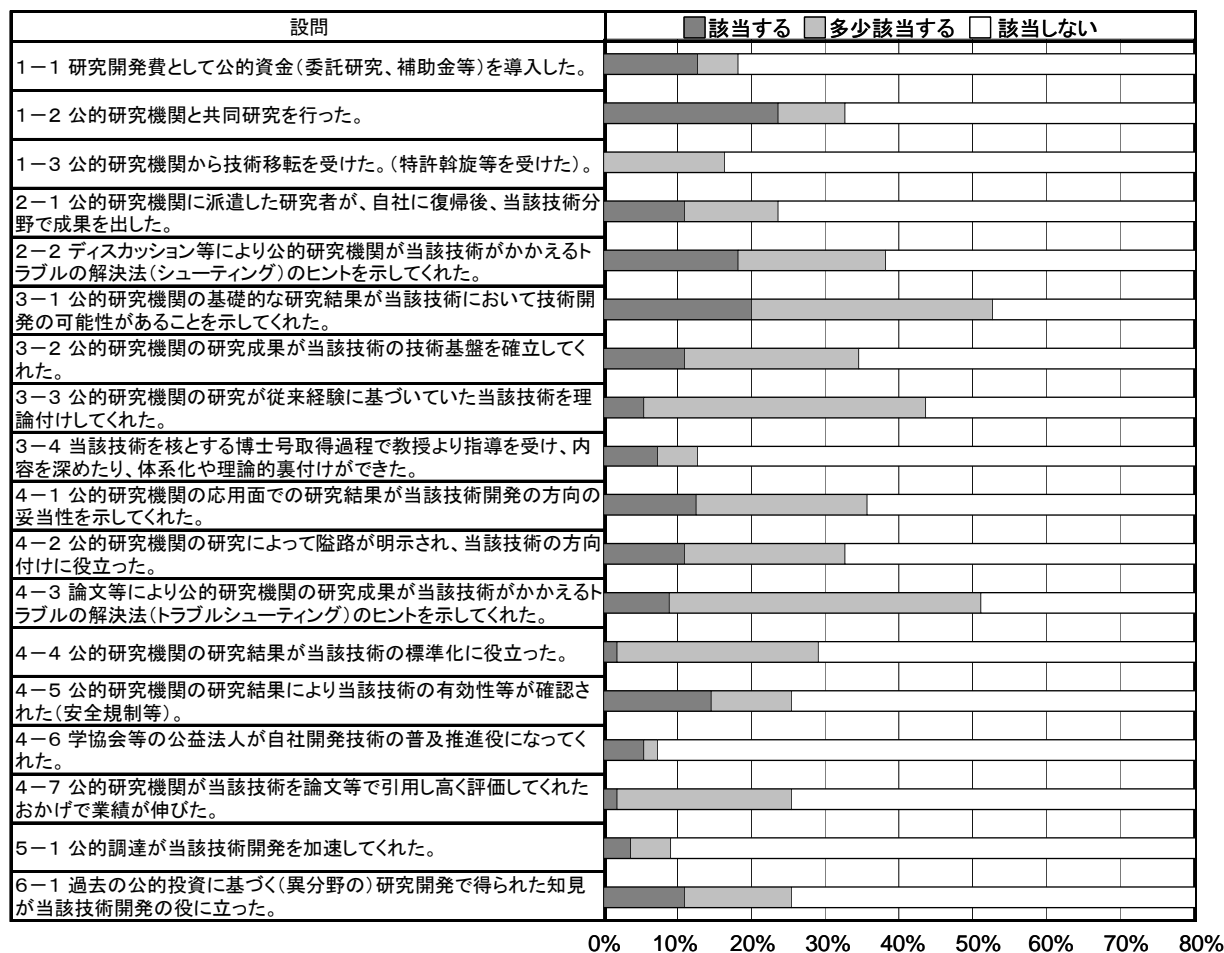 設問
■該当する ■多少該当する □ 該当しない
1－1 研究開発費として公的資金(委託研究、補助金等)を導入した。
1－2 公的研究機関と共同研究を行った。
1－3 公的研究機関から技術移転を受けた。(特許斡旋等を受けた)。
2－1 公的研究機関に派遣した研究者が、自社に復帰後、当該技術分
野で成果を出した。
2－2 ディスカッション等により公的研究機関が当該技術がかかえるト
ラブルの解決法(シューティング)のヒントを示してくれた。
3－1 公的研究機関の基礎的な研究結果が当該技術において技術開
発の可能性があることを示してくれた。
3－2 公的研究機関の研究成果が当該技術の技術基盤を確立してく
れた。
3－3 公的研究機関の研究が従来経験に基づいていた当該技術を理
論付けしてくれた。
3－4 当該技術を核とする博士号取得過程で教授より指導を受け、内
容を深めたり、体系化や理論的裏付けができた。
4－1 公的研究機関の応用面での研究結果が当該技術開発の方向の
妥当性を示してくれた。
4－2 公的研究機関の研究によって隘路が明示され、当該技術の方向
付けに役立った。
4－3 論文等により公的研究機関の研究成果が当該技術がかかえるト
ラブルの解決法(トラブルシューティング)のヒントを示してくれた。
4－4 公的研究機関の研究結果が当該技術の標準化に役立った。
4－5 公的研究機関の研究結果により当該技術の有効性等が確認さ
れた(安全規制等)。
4－6 学協会等の公益法人が自社開発技術の普及推進役になってく
れた。
4－7 公的研究機関が当該技術を論文等で引用し高く評価してくれた
おかげで業績が伸びた。
5－1 公的調達が当該技術開発を加速してくれた。
6－1 過去の公的投資に基づく(異分野の)研究開発で得られた知見
が当該技術開発の役に立った。
0% 10% 20% 30% 40% 50% 60% 70% 80%